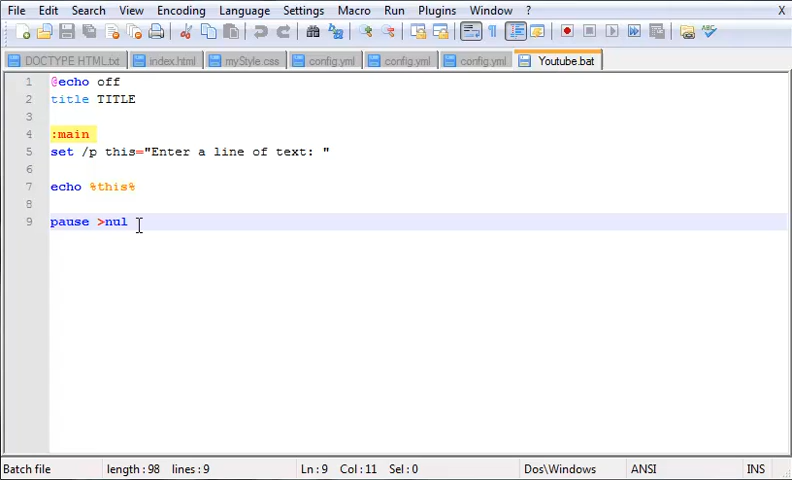 File Edit Search View Encoding Language Settings Macro Run Plugins Window ? X
DOCTYPE HTML.txt index.html myStyle.css config.yml config.yml config.yml Youtube.bat
1 @echo off
2 title TITLE
3
4 :main
5 set /p this="Enter a line of text: "
6
7 echo %this%
8
9 pause >nul
Batch file length : 98 lines : 9 Ln : 9 Col : 11 Sel : 0 Dos\Windows ANSI INS